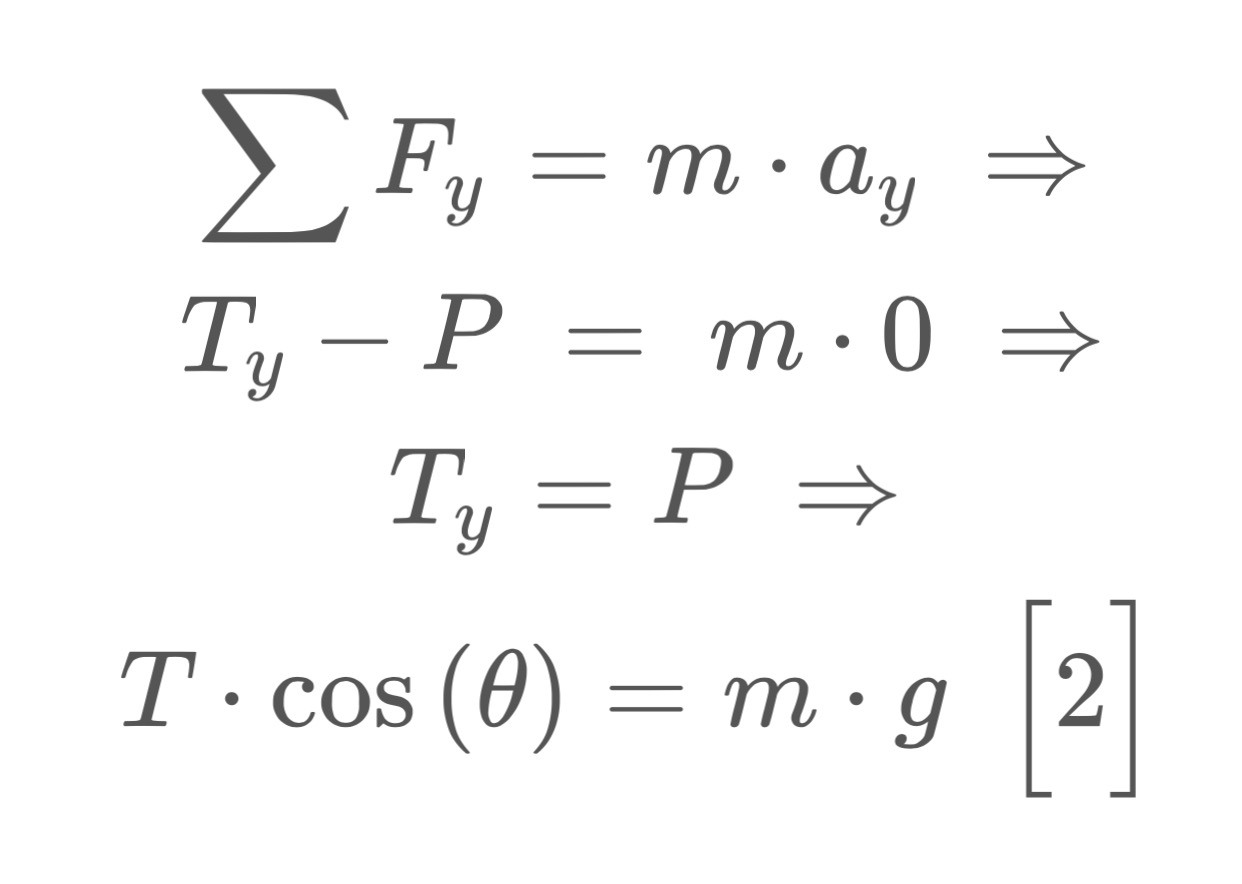 ∑ F_y = m · a_y ⇒
T_y − P = m · 0 ⇒
T_y = P ⇒
T · cos (θ) = m · g [2]